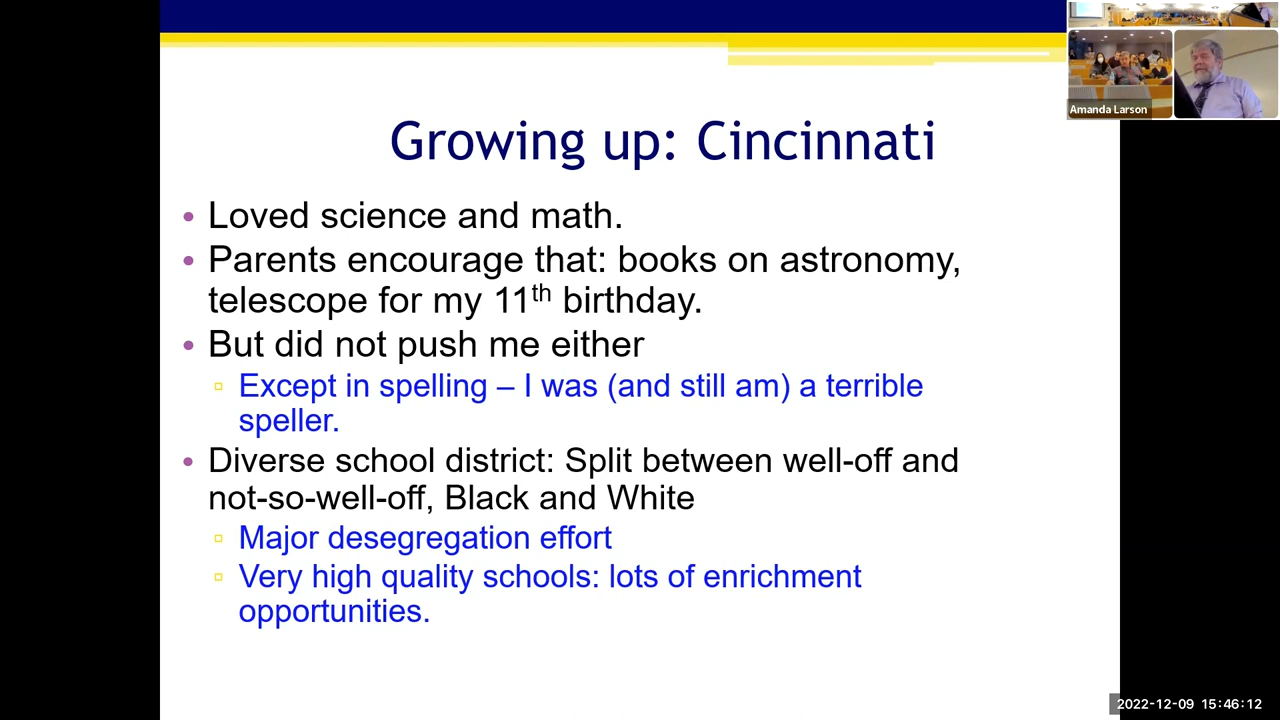 Amanda Larson
Growing up: Cincinnati
• Loved science and math.
• Parents encourage that: books on astronomy,
telescope for my 11th birthday.
• But did not push me either
▫ Except in spelling – I was (and still am) a terrible
speller.
• Diverse school district: Split between well-off and
not-so-well-off, Black and White
▫ Major desegregation effort
▫ Very high quality schools: lots of enrichment
opportunities.
2022-12-09 15:46:12